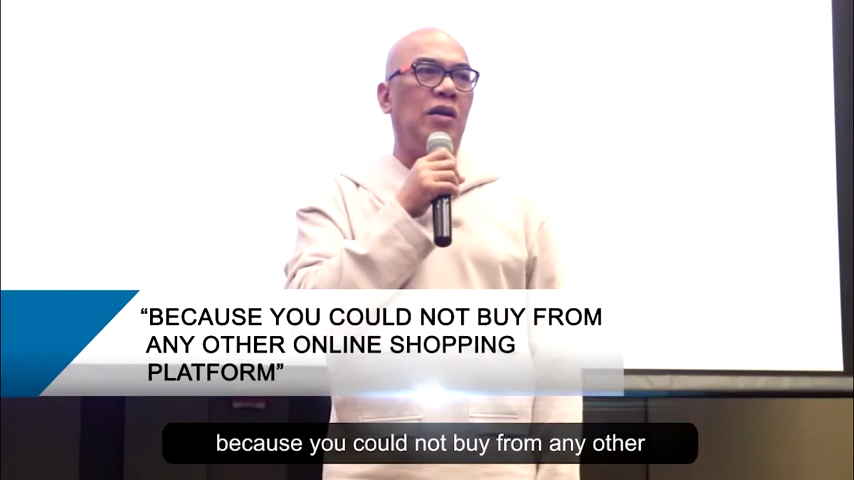 “BECAUSE YOU COULD NOT BUY FROM
ANY OTHER ONLINE SHOPPING
PLATFORM”
because you could not buy from any other